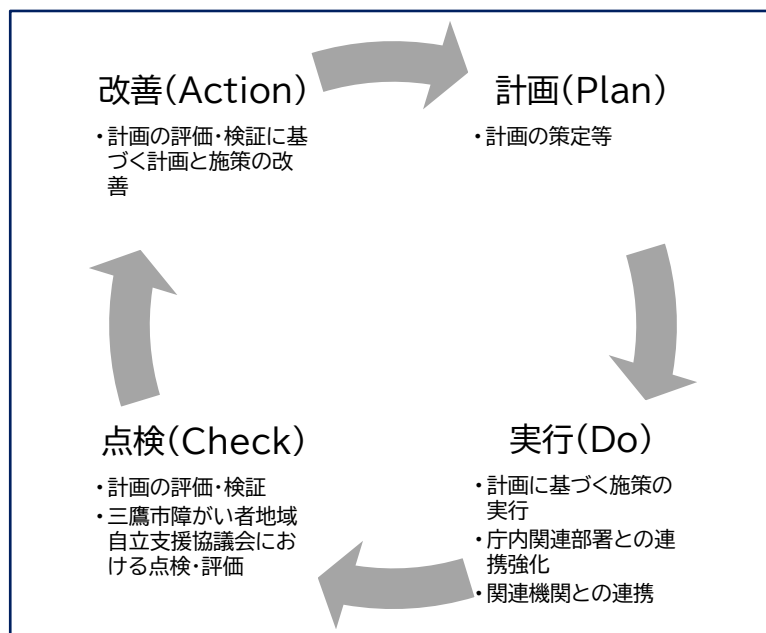 改善(Action)
・計画の評価・検証に基
づく計画と施策の改
善
計画(Plan)
・計画の策定等
点検(Check)
・計画の評価・検証
・三鷹市障がい者地域
自立支援協議会にお
ける点検・評価
実行(Do)
・計画に基づく施策の
実行
・庁内関連部署との連
携強化
・関連機関との連携